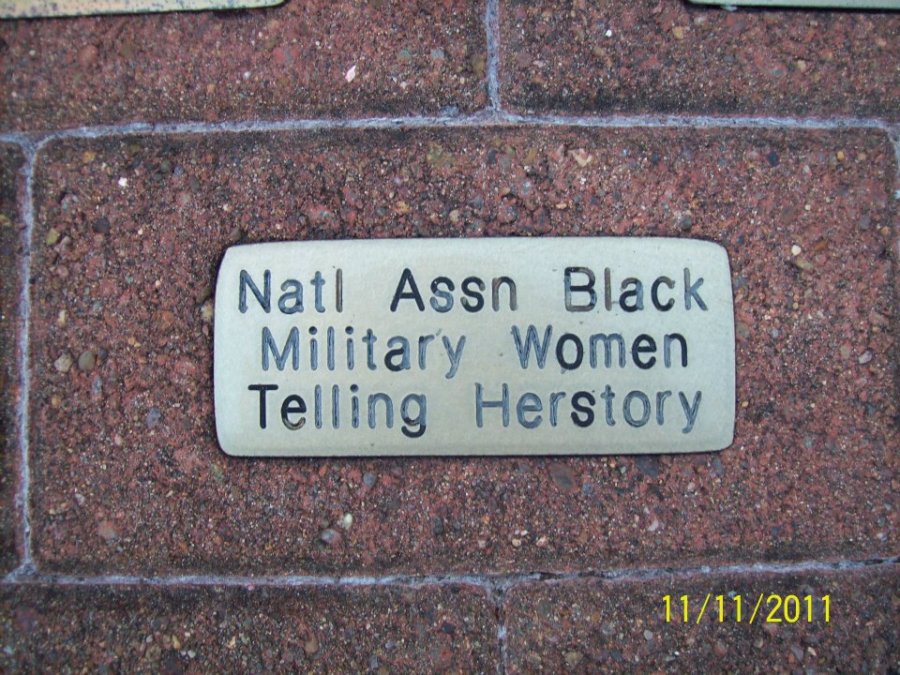 Natl Assn Black
Military Women
Telling Herstory
11/11/2011